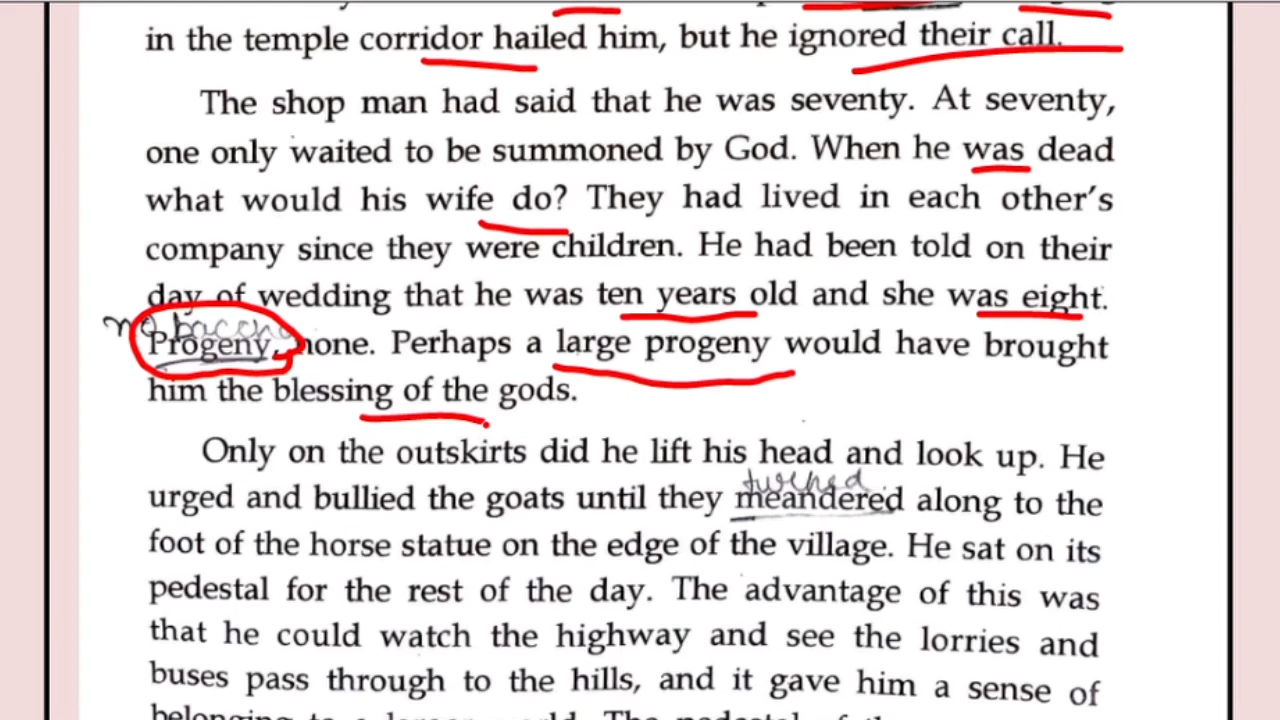 in the temple corridor hailed him, but he ignored their call.
The shop man had said that he was seventy. At seventy,
one only waited to be summoned by God. When he was dead
what would his wife do? They had lived in each other's
company since they were children. He had been told on their
day of wedding that he was ten years old and she was eight.
no
Progeny, none. Perhaps a large progeny would have brought
him the blessing of the gods.
Only on the outskirts did he lift his head and look up. He
turned
urged and bullied the goats until they meandered along to the
foot of the horse statue on the edge of the village. He sat on its
pedestal for the rest of the day. The advantage of this was
that he could watch the highway and see the lorries and
buses pass through to the hills, and it gave him a sense of